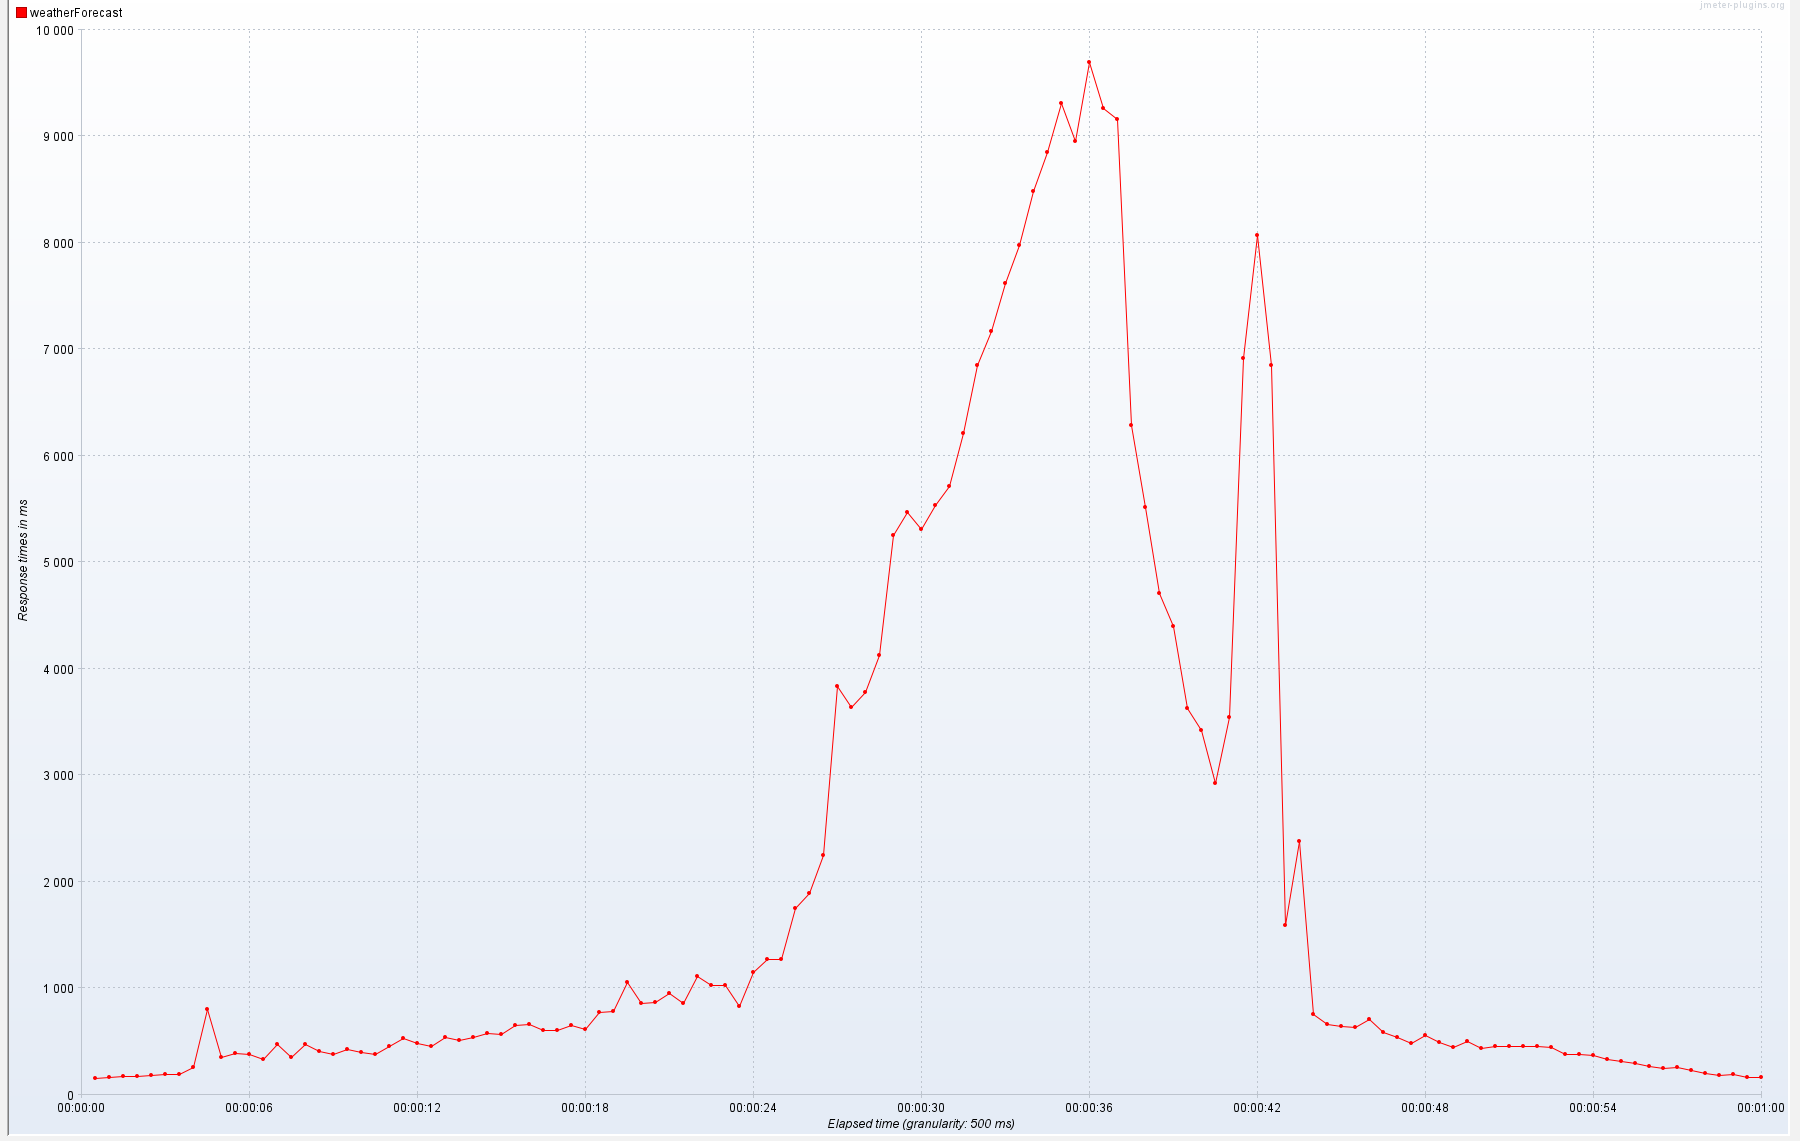 jmeter-plugins.org
weatherForecast
10 000
9 000
8 000
7 000
6 000
5 000
4 000
3 000
2 000
1 000
0
Response times in ms
00:00:00 00:00:06 00:00:12 00:00:18 00:00:24 00:00:30 00:00:36 00:00:42 00:00:48 00:00:54 00:01:00
Elapsed time (granularity: 500 ms)